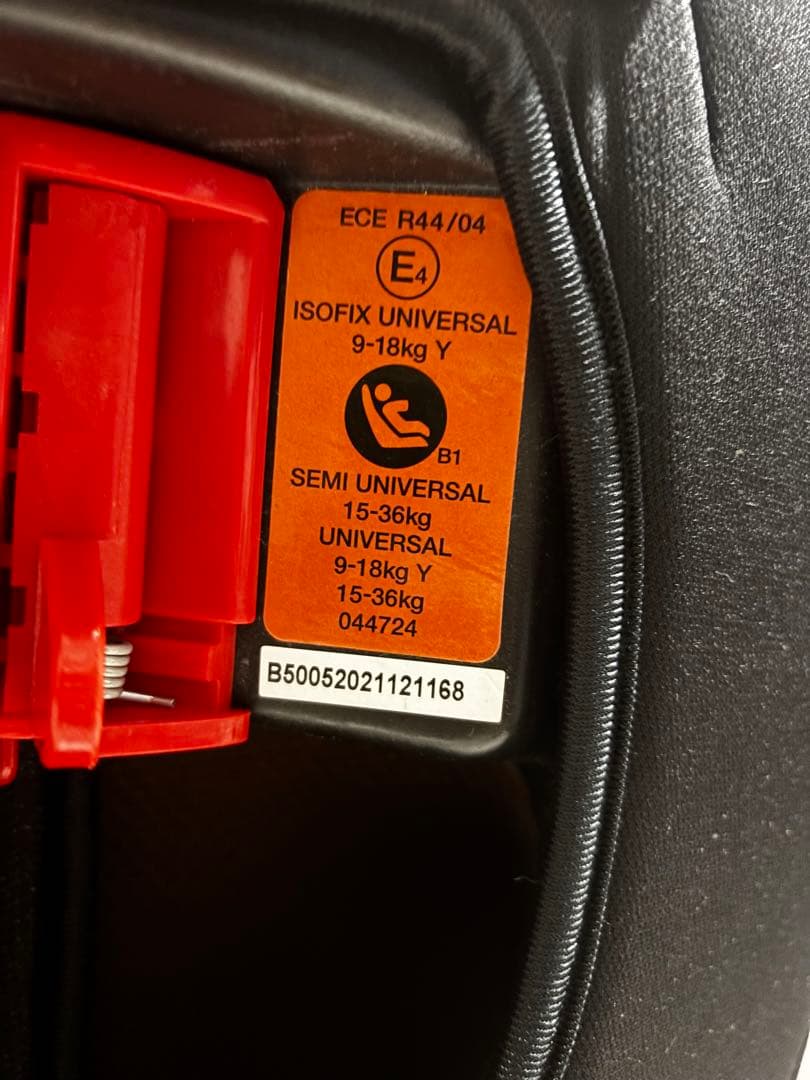 ECE R44/04
E4
ISOFIX UNIVERSAL
9-18kg Y
B1
SEMI UNIVERSAL
15-36kg
UNIVERSAL
9-18kg Y
15-36kg
044724
B50052021121168